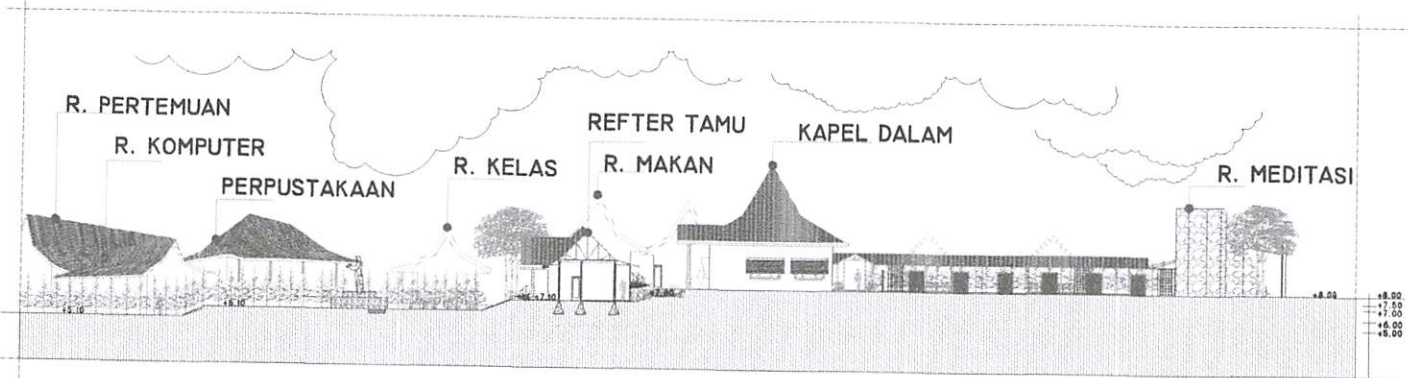 R. PERTEMUAN
R. KOMPUTER
PERPUSTAKAAN
R. KELAS
REFTER TAMU
R. MAKAN
KAPEL DALAM
R. MEDITASI
+5.10
+6.10
+7.10
+8.00
+8.00
+7.50
+7.00
+6.00
+5.00